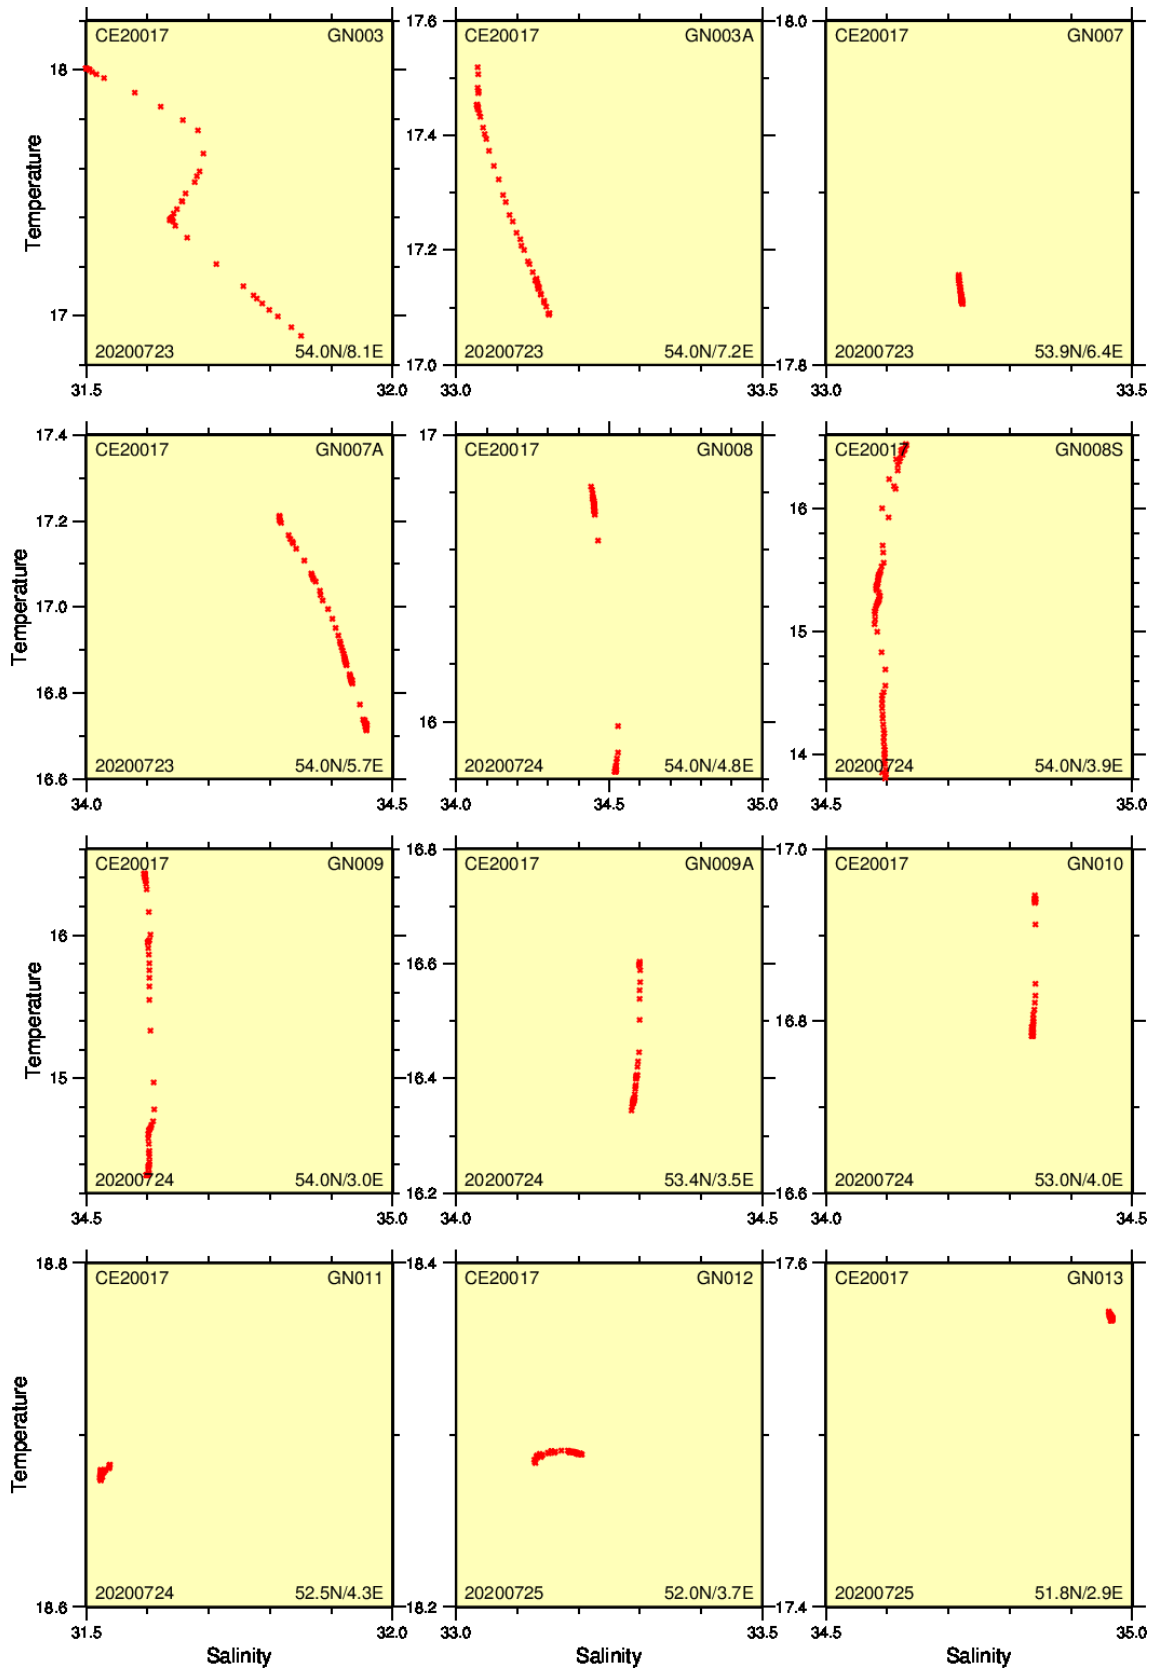 CE20017 GN003
Temperature
18
17
20200723 54.0N/8.1E
31.5 32.0
CE20017 GN003A
17.6
17.4
17.2
17.0
20200723 54.0N/7.2E
33.0 33.5
CE20017 GN007
18.0
17.8
20200723 53.9N/6.4E
33.0 33.5
CE20017 GN007A
Temperature
17.4
17.2
17.0
16.8
16.6
20200723 54.0N/5.7E
34.0 34.5
CE20017 GN008
17
16
20200724 54.0N/4.8E
34.0 34.5 35.0
CE20017 GN008S
16
15
14
20200724 54.0N/3.9E
34.5 35.0
CE20017 GN009
Temperature
16
15
20200724 54.0N/3.0E
34.5 35.0
CE20017 GN009A
16.8
16.6
16.4
16.2
20200724 53.4N/3.5E
34.0 34.5
CE20017 GN010
17.0
16.8
16.6
20200724 53.0N/4.0E
34.0 34.5
CE20017 GN011
Temperature
18.8
18.6
20200724 52.5N/4.3E
31.5 32.0
Salinity
CE20017 GN012
18.4
18.2
20200725 52.0N/3.7E
33.0 33.5
Salinity
CE20017 GN013
17.6
17.4
20200725 51.8N/2.9E
34.5 35.0
Salinity